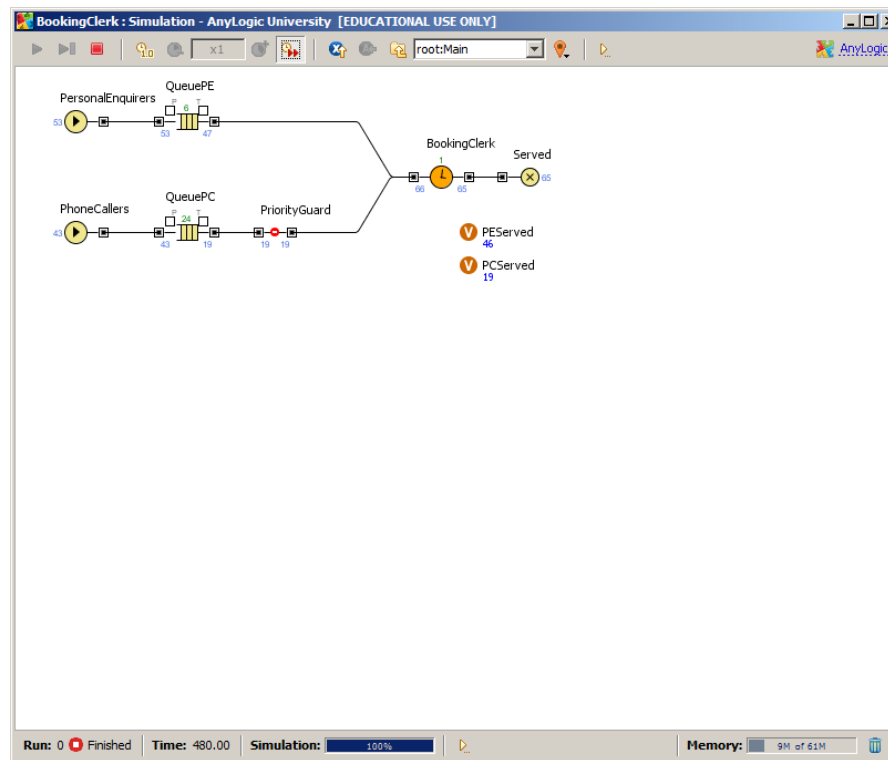 BookingClerk : Simulation - AnyLogic University [EDUCATIONAL USE ONLY]
x1
root:Main
AnyLogic
QueuePE
PersonalEnquirers
P T
6
53
53 47
BookingClerk
1
Served
66 65
65
QueuePC
PhoneCallers
P T
24
PriorityGuard
43
43 19
19 19
PEServed
46
PCServed
19
Run: 0 Finished Time: 480.00 Simulation: 100% Memory: 9M of 61M